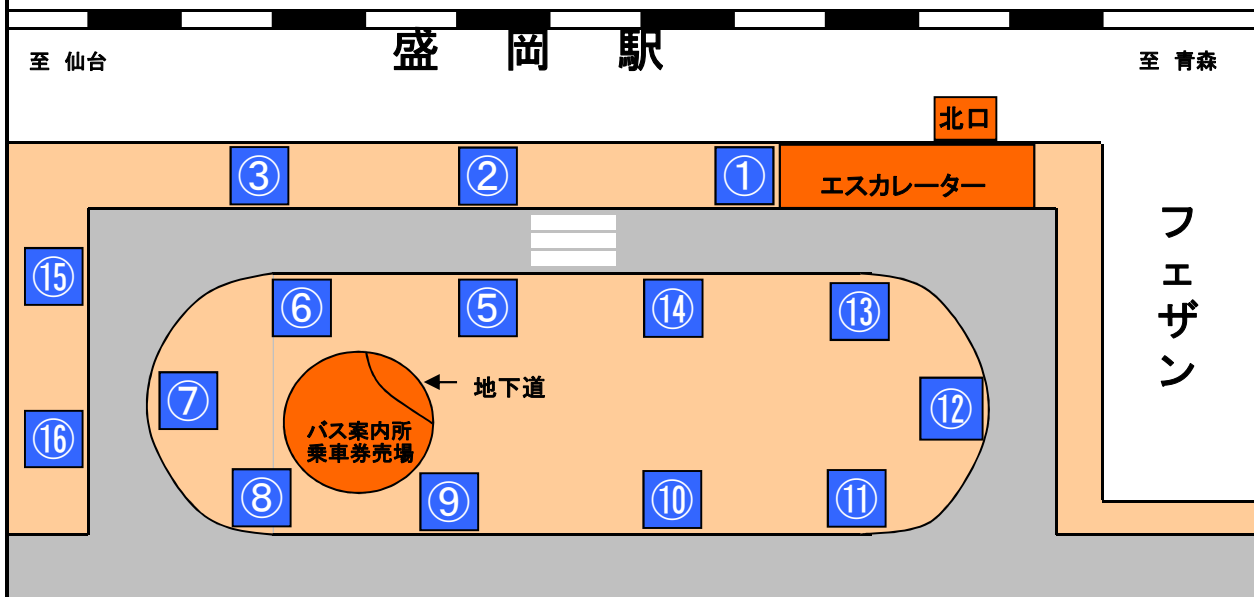 盛岡駅
至 仙台
至 青森
北口
③
②
①
エスカレーター
フェザン
⑮
⑥
⑤
⑭
⑬
⑦
地下道
⑫
バス案内所
乗車券売場
⑯
⑧
⑨
⑩
⑪